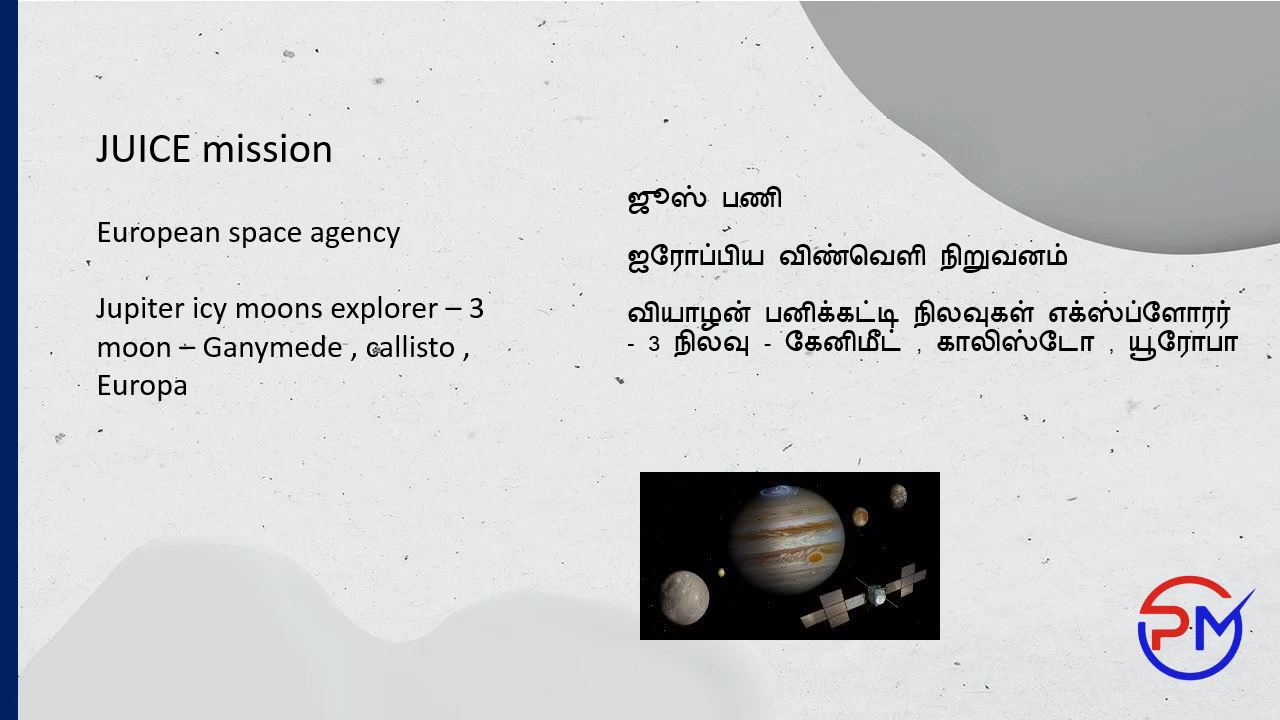 JUICE mission
European space agency
Jupiter icy moons explorer – 3
moon – Ganymede , callisto ,
Europa
ஜூஸ் பணி
ஐரோப்பிய விண்வெளி நிறுவனம்
வியாழன் பனிக்கட்டி நிலவுகள் எக்ஸ்ப்ளோரர்
- 3 நிலவு - கேனிமீட் , காலிஸ்டோ , யூரோபா
PM